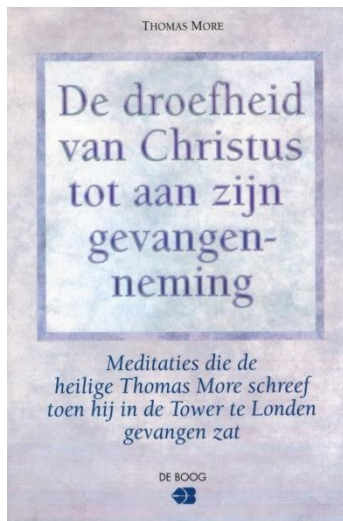 THOMAS MORE
De droefheid
van Christus
tot aan zijn
gevangen-
neming
Meditaties die de
heilige Thomas More schreef
toen hij in de Tower te Londen
gevangen zat
DE BOOG